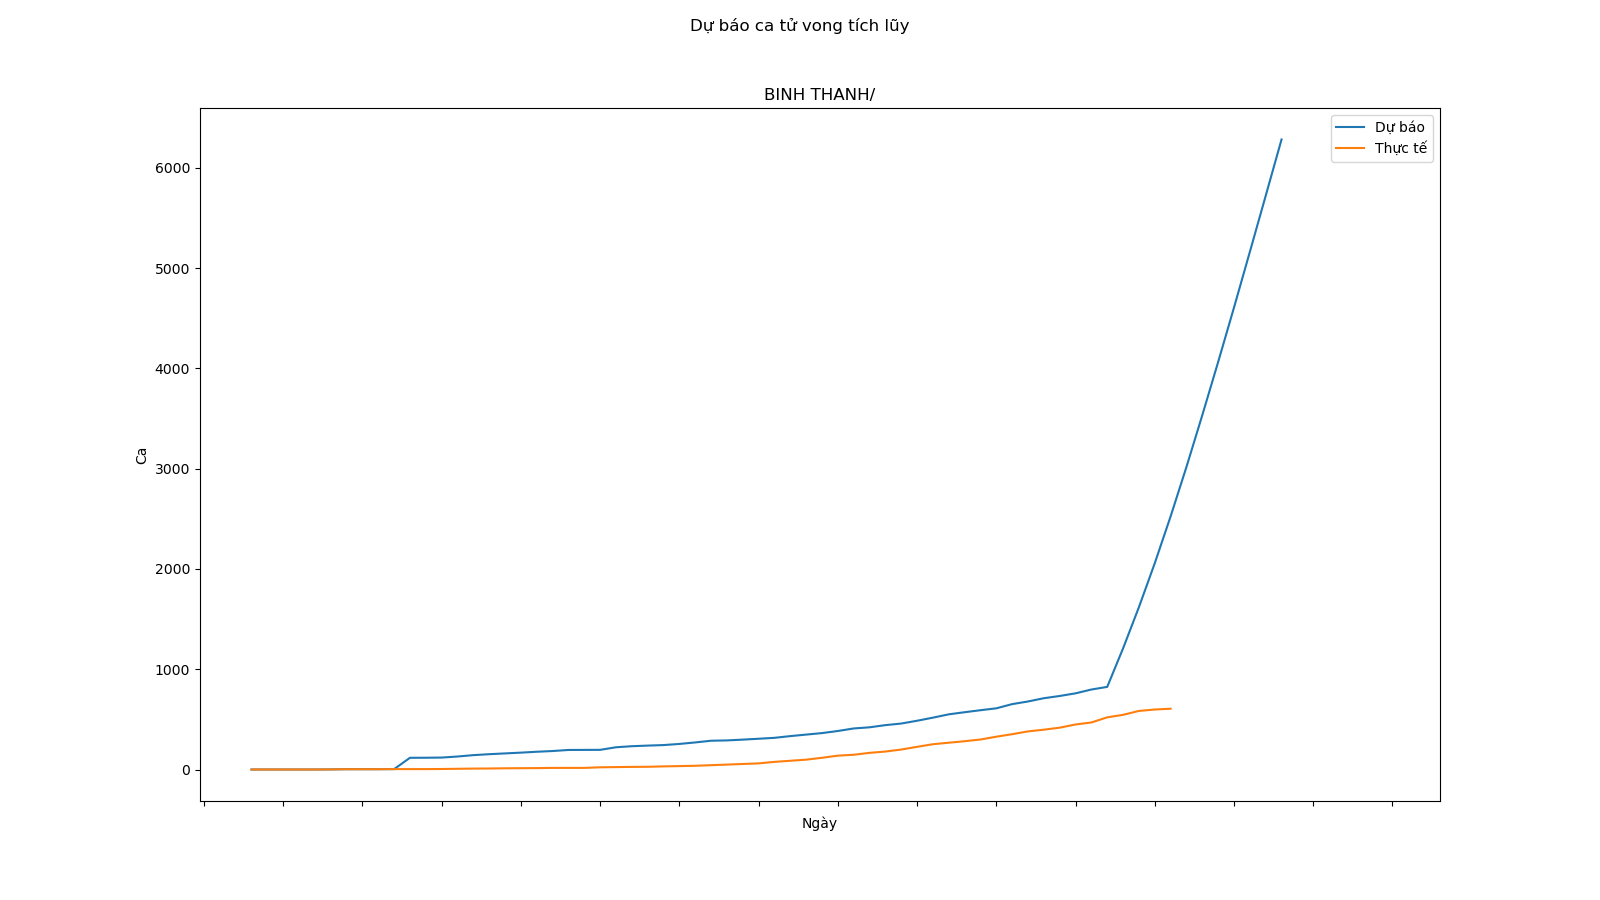 Dự báo ca tử vong tích lũy
BINH THANH/
Dự báo
Thực tế
6000
5000
4000
3000
2000
1000
0
Ca
Ngày